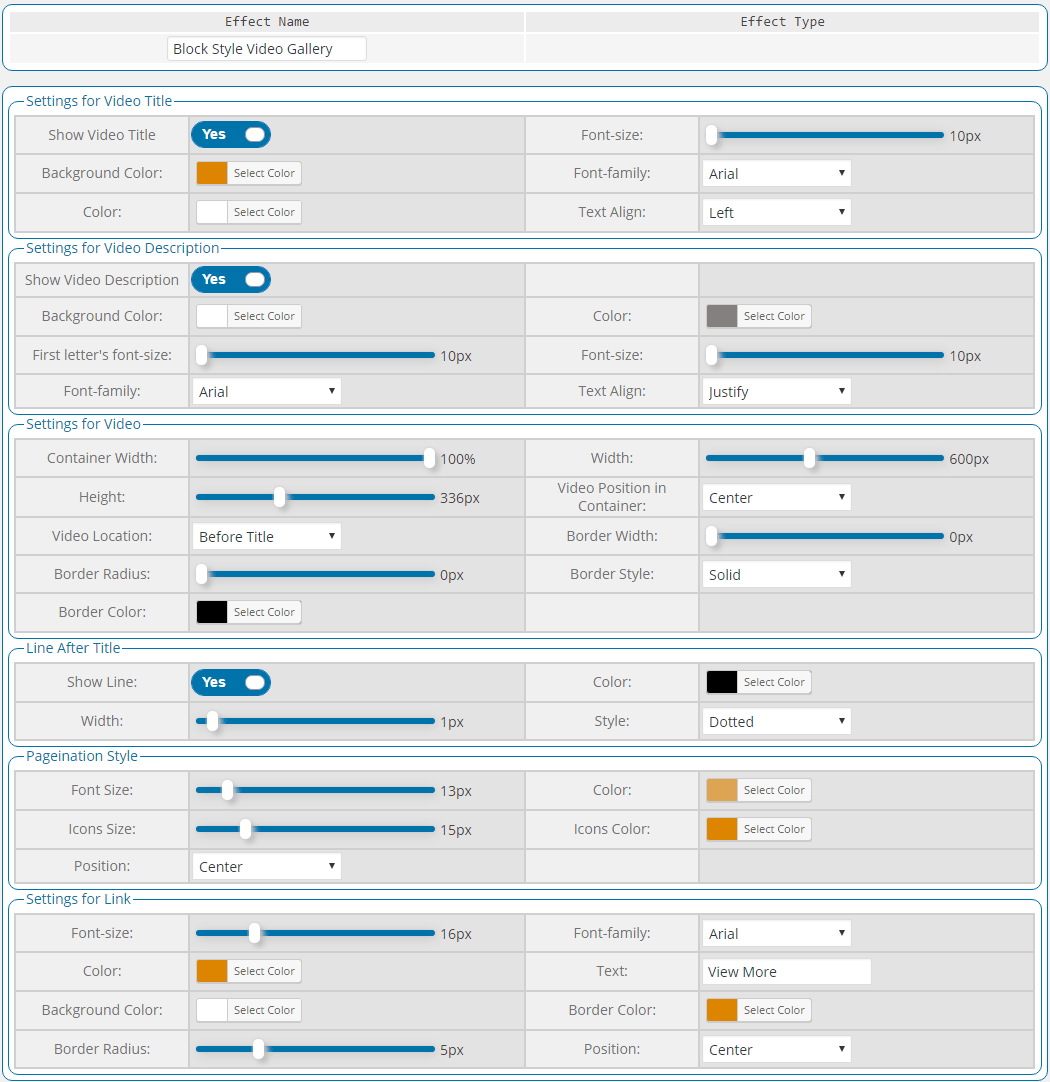 Effect Name Effect Type
Block Style Video Gallery
Settings for Video Title
Show Video Title Yes Font-size: 10px
Background Color: Select Color Font-family: Arial
Color: Select Color Text Align: Left
Settings for Video Description
Show Video Description Yes
Background Color: Select Color Color: Select Color
First letter's font-size: 10px Font-size: 10px
Font-family: Arial Text Align: Justify
Settings for Video
Container Width: 100% Width: 600px
Height: 336px Video Position in Container: Center
Video Location: Before Title Border Width: 0px
Border Radius: 0px Border Style: Solid
Border Color: Select Color
Line After Title
Show Line: Yes Color: Select Color
Width: 1px Style: Dotted
Pageination Style
Font Size: 13px Color: Select Color
Icons Size: 15px Icons Color: Select Color
Position: Center
Settings for Link
Font-size: 16px Font-family: Arial
Color: Select Color Text: View More
Background Color: Select Color Border Color: Select Color
Border Radius: 5px Position: Center